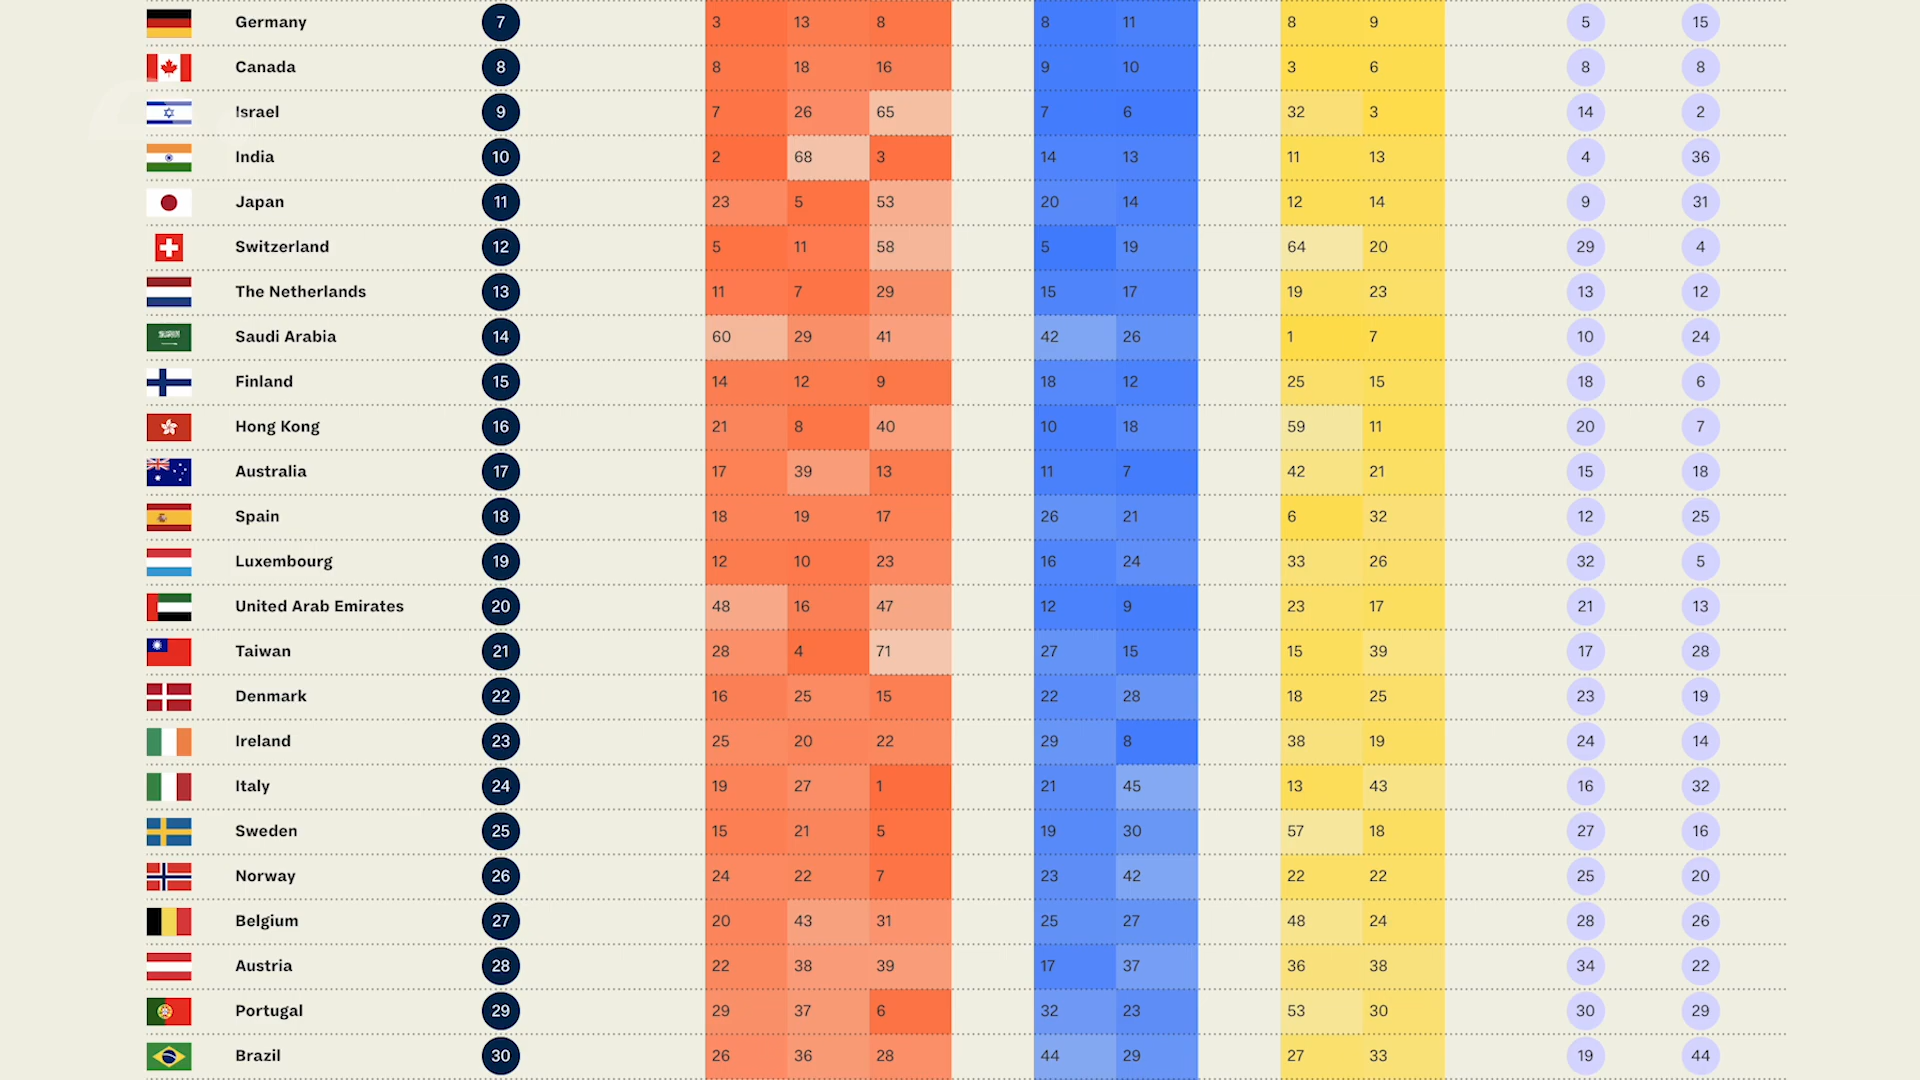 Germany 7 3 13 8 8 11 8 9 5 15
Canada 8 8 18 16 9 10 3 6 8 8
Israel 9 7 26 65 7 6 32 3 14 2
India 10 2 68 3 14 13 11 13 4 36
Japan 11 23 5 53 20 14 12 14 9 31
Switzerland 12 5 11 58 5 19 64 20 29 4
The Netherlands 13 11 7 29 15 17 19 23 13 12
Saudi Arabia 14 60 29 41 42 26 1 7 10 24
Finland 15 14 12 9 18 12 25 15 18 6
Hong Kong 16 21 8 40 10 18 59 11 20 7
Australia 17 17 39 13 11 7 42 21 15 18
Spain 18 18 19 17 26 21 6 32 12 25
Luxembourg 19 12 10 23 16 24 33 26 32 5
United Arab Emirates 20 48 16 47 12 9 23 17 21 13
Taiwan 21 28 4 71 27 15 15 39 17 28
Denmark 22 16 25 15 22 28 18 25 23 19
Ireland 23 25 20 22 29 8 38 19 24 14
Italy 24 19 27 1 21 45 13 43 16 32
Sweden 25 15 21 5 19 30 57 18 27 16
Norway 26 24 22 7 23 42 22 22 25 20
Belgium 27 20 43 31 25 27 48 24 28 26
Austria 28 22 38 39 17 37 36 38 34 22
Portugal 29 29 37 6 32 23 53 30 30 29
Brazil 30 26 36 28 44 29 27 33 19 44